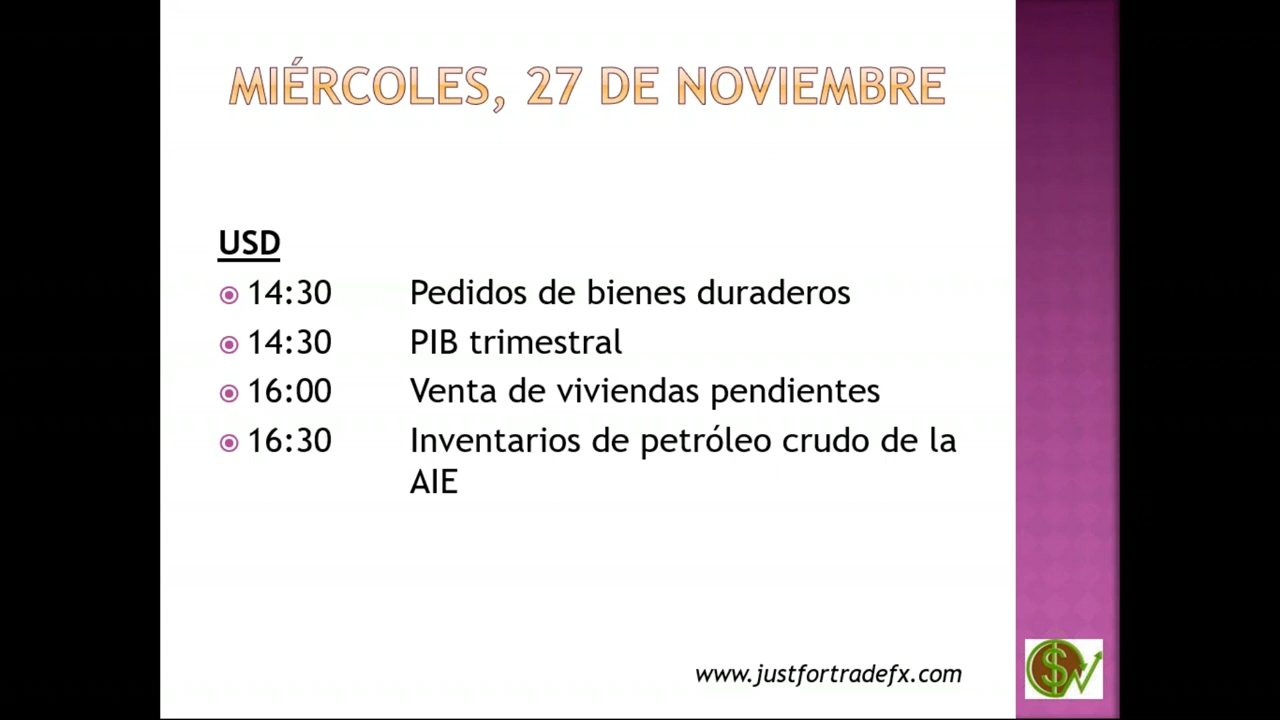 MIÉRCOLES, 27 DE NOVIEMBRE
USD
14:30 Pedidos de bienes duraderos
14:30 PIB trimestral
16:00 Venta de viviendas pendientes
16:30 Inventarios de petróleo crudo de la
AIE
www.justfortradefx.com